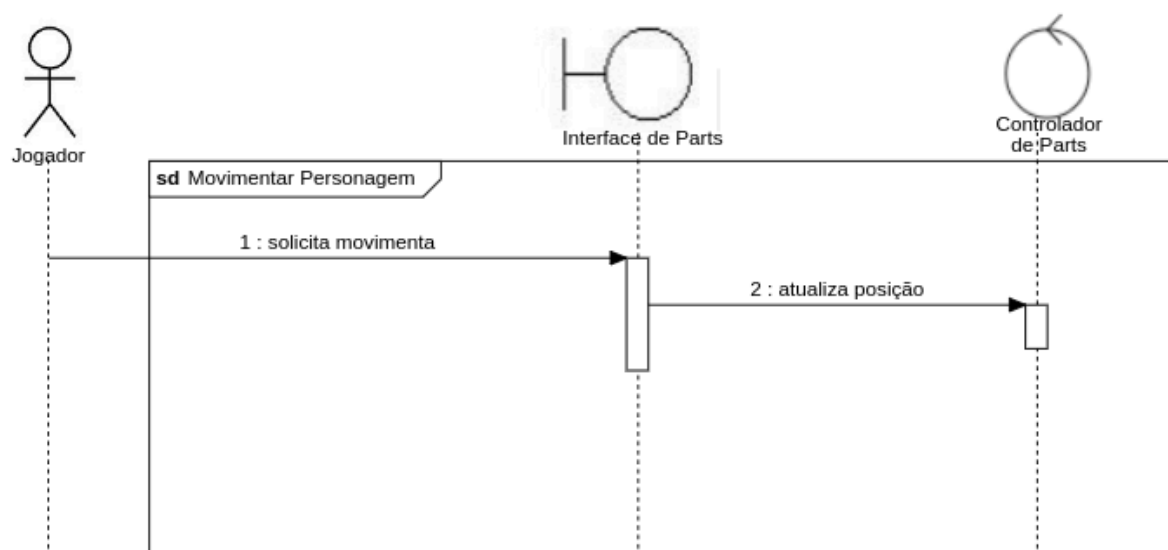 Jogador
Interface de Parts
Controlador
de Parts
sd Movimentar Personagem
1 : solicita movimenta
2 : atualiza posição